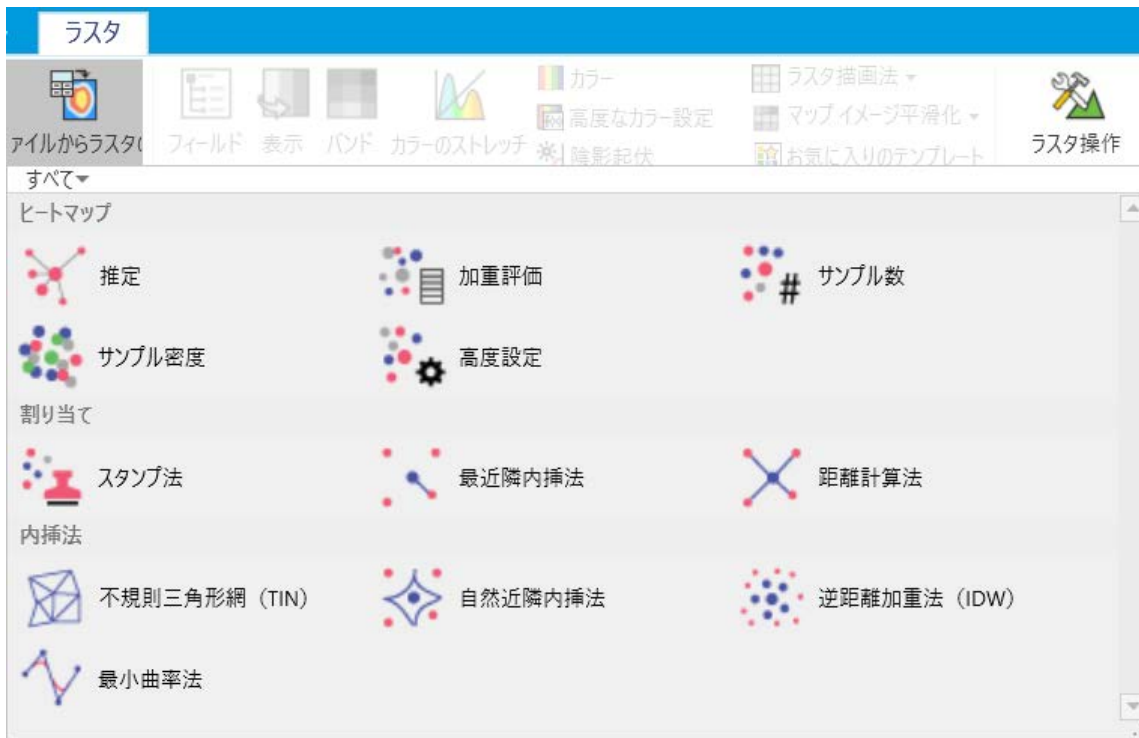 ラスタ
ァイルからラスタ(
フィールド
表示
バンド
カラーのストレッチ
カラー
高度なカラー設定
陰影起伏
ラスタ描画法
マップ イメージ平滑化
お気に入りのテンプレート
ラスタ操作
すべて
ヒートマップ
推定
加重評価
サンプル数
サンプル密度
高度設定
割り当て
スタンプ法
最近隣内挿法
距離計算法
内挿法
不規則三角形網（TIN）
自然近隣内挿法
逆距離加重法（IDW）
最小曲率法